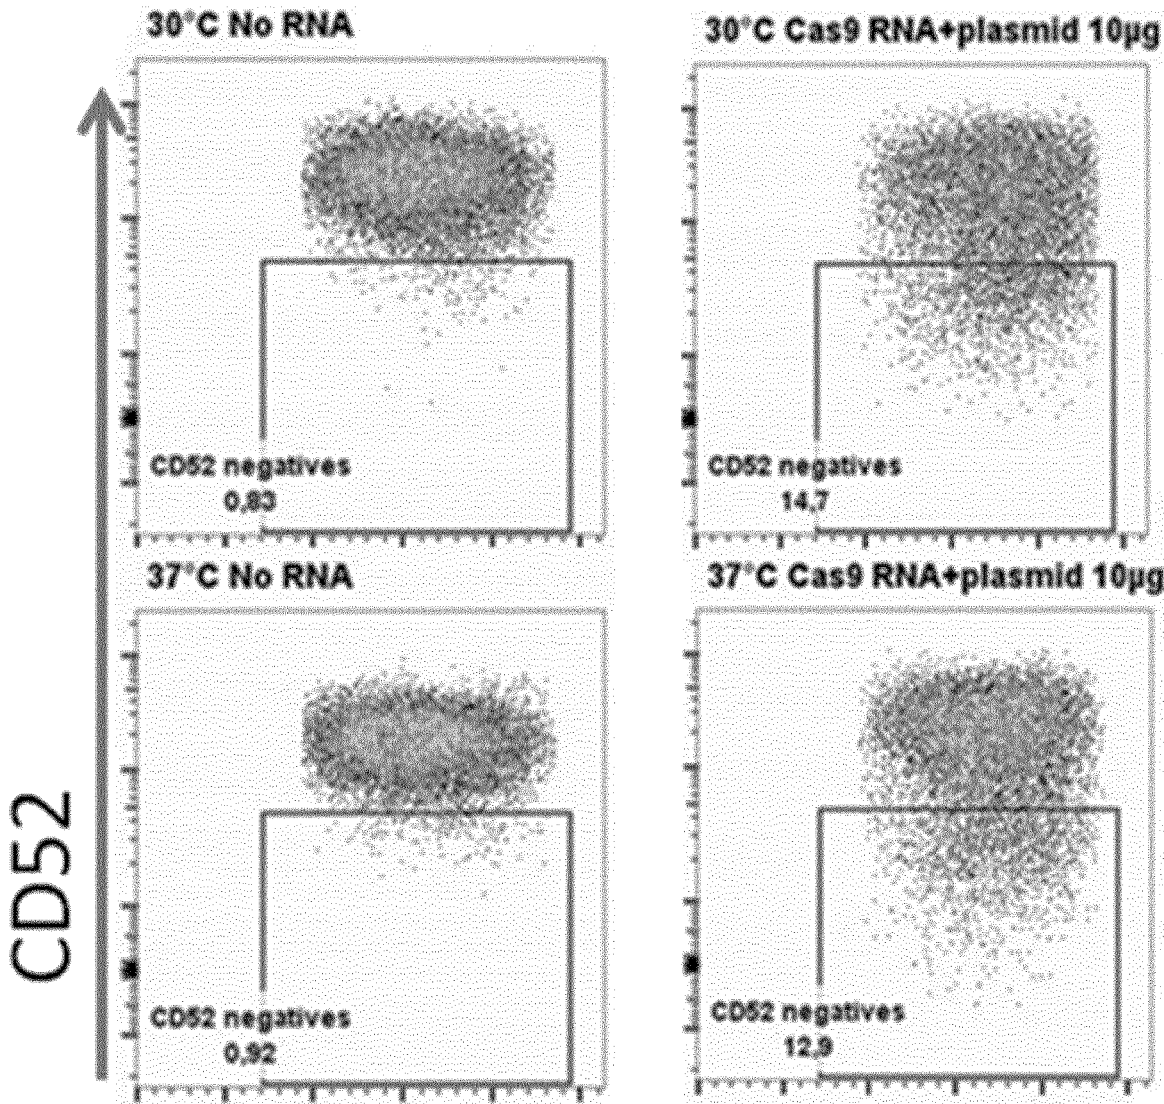 30°C No RNA
30°C Cas9 RNA+plasmid 10µg
CD52 negatives
0,83
CD52 negatives
14,7
37°C No RNA
37°C Cas9 RNA+plasmid 10µg
CD52
CD52 negatives
0,92
CD52 negatives
12,9